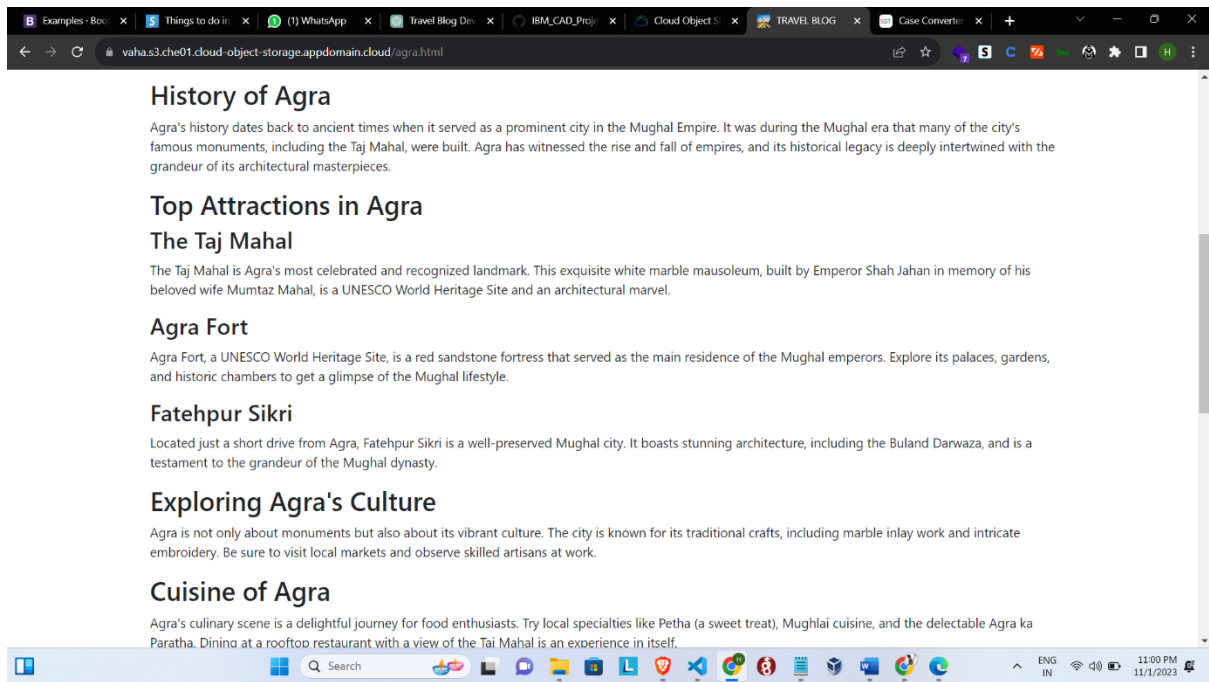 Examples · Boo
Things to do in
(1) WhatsApp
Travel Blog Dev
IBM_CAD_Proje
Cloud Object S
TRAVEL BLOG
SST
Case Converter
vaha.s3.che01.cloud-object-storage.appdomain.cloud/agra.html
History of Agra
Agra's history dates back to ancient times when it served as a prominent city in the Mughal Empire. It was during the Mughal era that many of the city's
famous monuments, including the Taj Mahal, were built. Agra has witnessed the rise and fall of empires, and its historical legacy is deeply intertwined with the
grandeur of its architectural masterpieces.
Top Attractions in Agra
The Taj Mahal
The Taj Mahal is Agra's most celebrated and recognized landmark. This exquisite white marble mausoleum, built by Emperor Shah Jahan in memory of his
beloved wife Mumtaz Mahal, is a UNESCO World Heritage Site and an architectural marvel.
Agra Fort
Agra Fort, a UNESCO World Heritage Site, is a red sandstone fortress that served as the main residence of the Mughal emperors. Explore its palaces, gardens,
and historic chambers to get a glimpse of the Mughal lifestyle.
Fatehpur Sikri
Located just a short drive from Agra, Fatehpur Sikri is a well-preserved Mughal city. It boasts stunning architecture, including the Buland Darwaza, and is a
testament to the grandeur of the Mughal dynasty.
Exploring Agra's Culture
Agra is not only about monuments but also about its vibrant culture. The city is known for its traditional crafts, including marble inlay work and intricate
embroidery. Be sure to visit local markets and observe skilled artisans at work.
Cuisine of Agra
Agra's culinary scene is a delightful journey for food enthusiasts. Try local specialties like Petha (a sweet treat), Mughlai cuisine, and the delectable Agra ka
Paratha. Dining at a rooftop restaurant with a view of the Taj Mahal is an experience in itself.
Search
ENG
IN
11:00 PM
11/1/2023